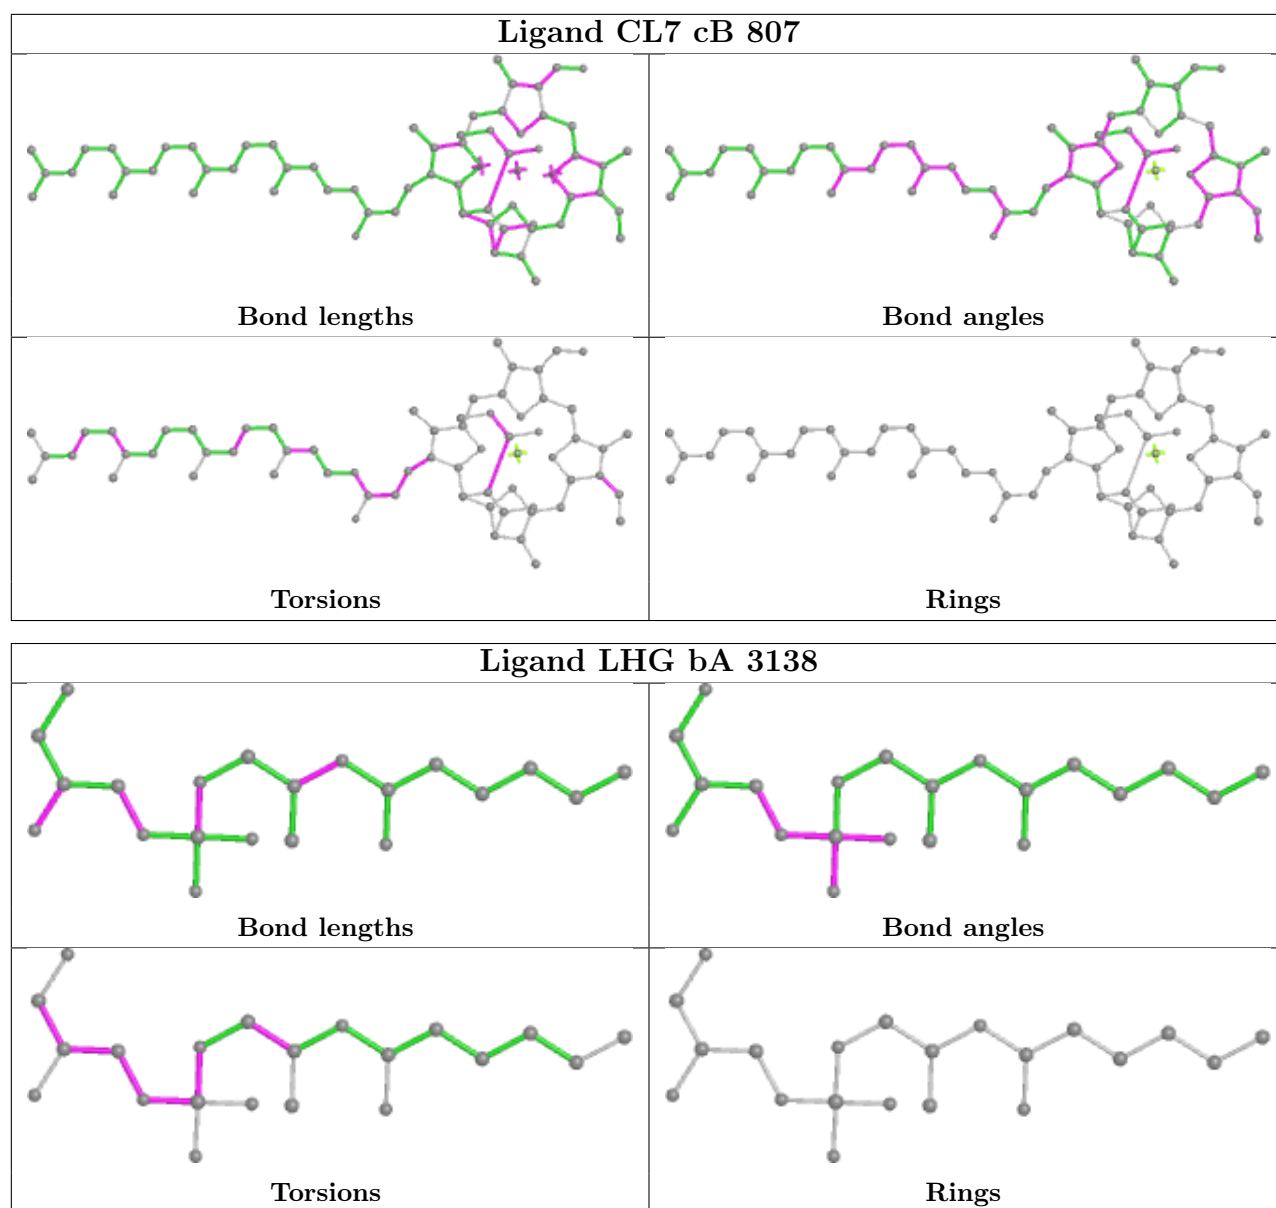 Ligand CL7 cB 807
Bond lengths
Bond angles
Torsions
Rings
Ligand LHG bA 3138
Bond lengths
Bond angles
Torsions
Rings